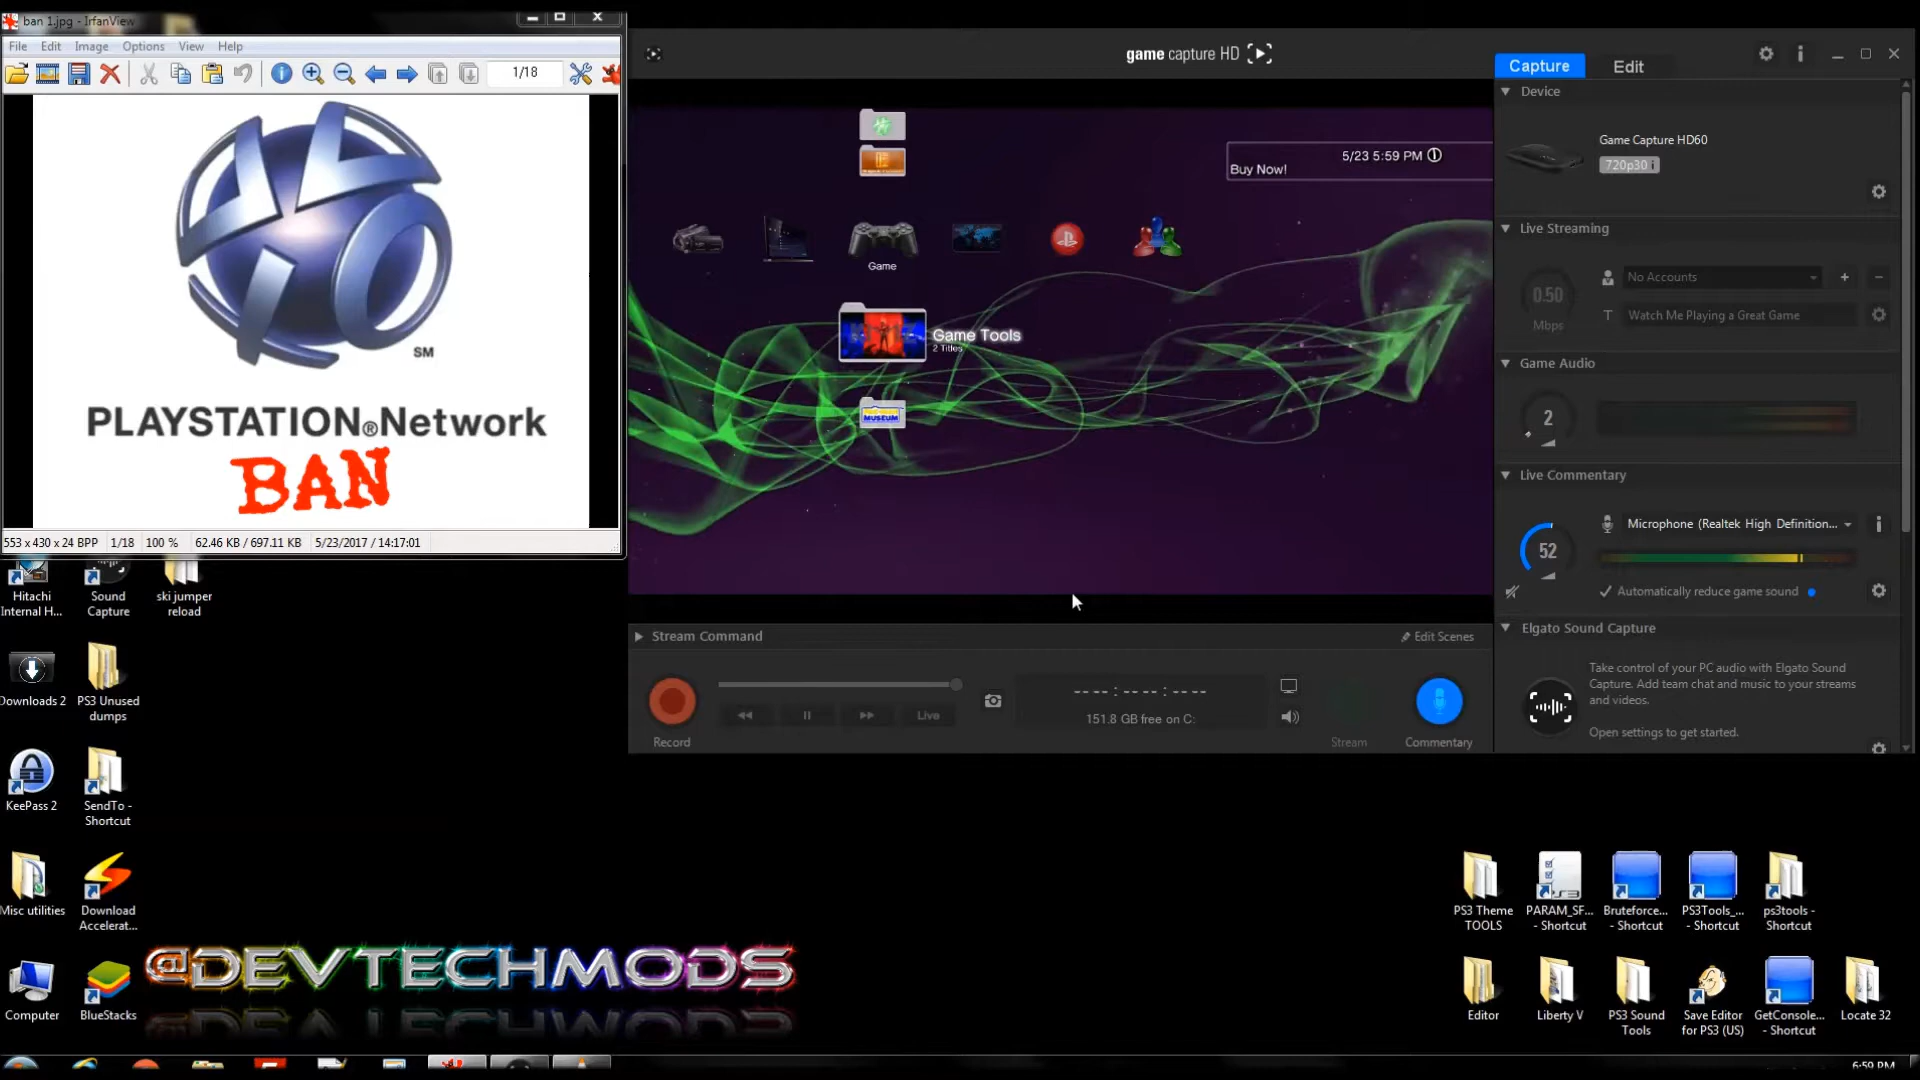 ban 1.jpg - IrfanView
File Edit Image Options View Help
1/18
SM
PLAYSTATION®Network
BAN
553 x 430 x 24 BPP 1/18 100 % 62.46 KB / 697.11 KB 5/23/2017 / 14:17:01
game capture HD
5/23 5:59 PM
Buy Now!
Game
Game Tools
2 Titles
MUSEUM
Stream Command
Edit Scenes
-- -- : -- -- : -- --
151.8 GB free on C:
Live
Record
Stream
Commentary
Capture Edit
Device
Game Capture HD60
720p30 i
Live Streaming
0.50
Mbps
No Accounts
T Watch Me Playing a Great Game
Game Audio
2
Live Commentary
52
Microphone (Realtek High Definition...
Automatically reduce game sound
Elgato Sound Capture
Take control of your PC audio with Elgato Sound
Capture. Add team chat and music to your streams
and videos.
Open settings to get started.
Hitachi
Internal H...
Sound
Capture
ski jumper
reload
Downloads 2
PS3 Unused
dumps
KeePass 2
SendTo -
Shortcut
Misc utilities
Download
Accelerat...
Computer
BlueStacks
@DEVTECHMODS
PS3 Theme
TOOLS
PARAM_SF...
- Shortcut
Bruteforce...
- Shortcut
PS3Tools_...
- Shortcut
ps3tools -
Shortcut
Editor
Liberty V
PS3 Sound
Tools
Save Editor
for PS3 (US)
GetConsole...
- Shortcut
Locate 32
6:59 PM